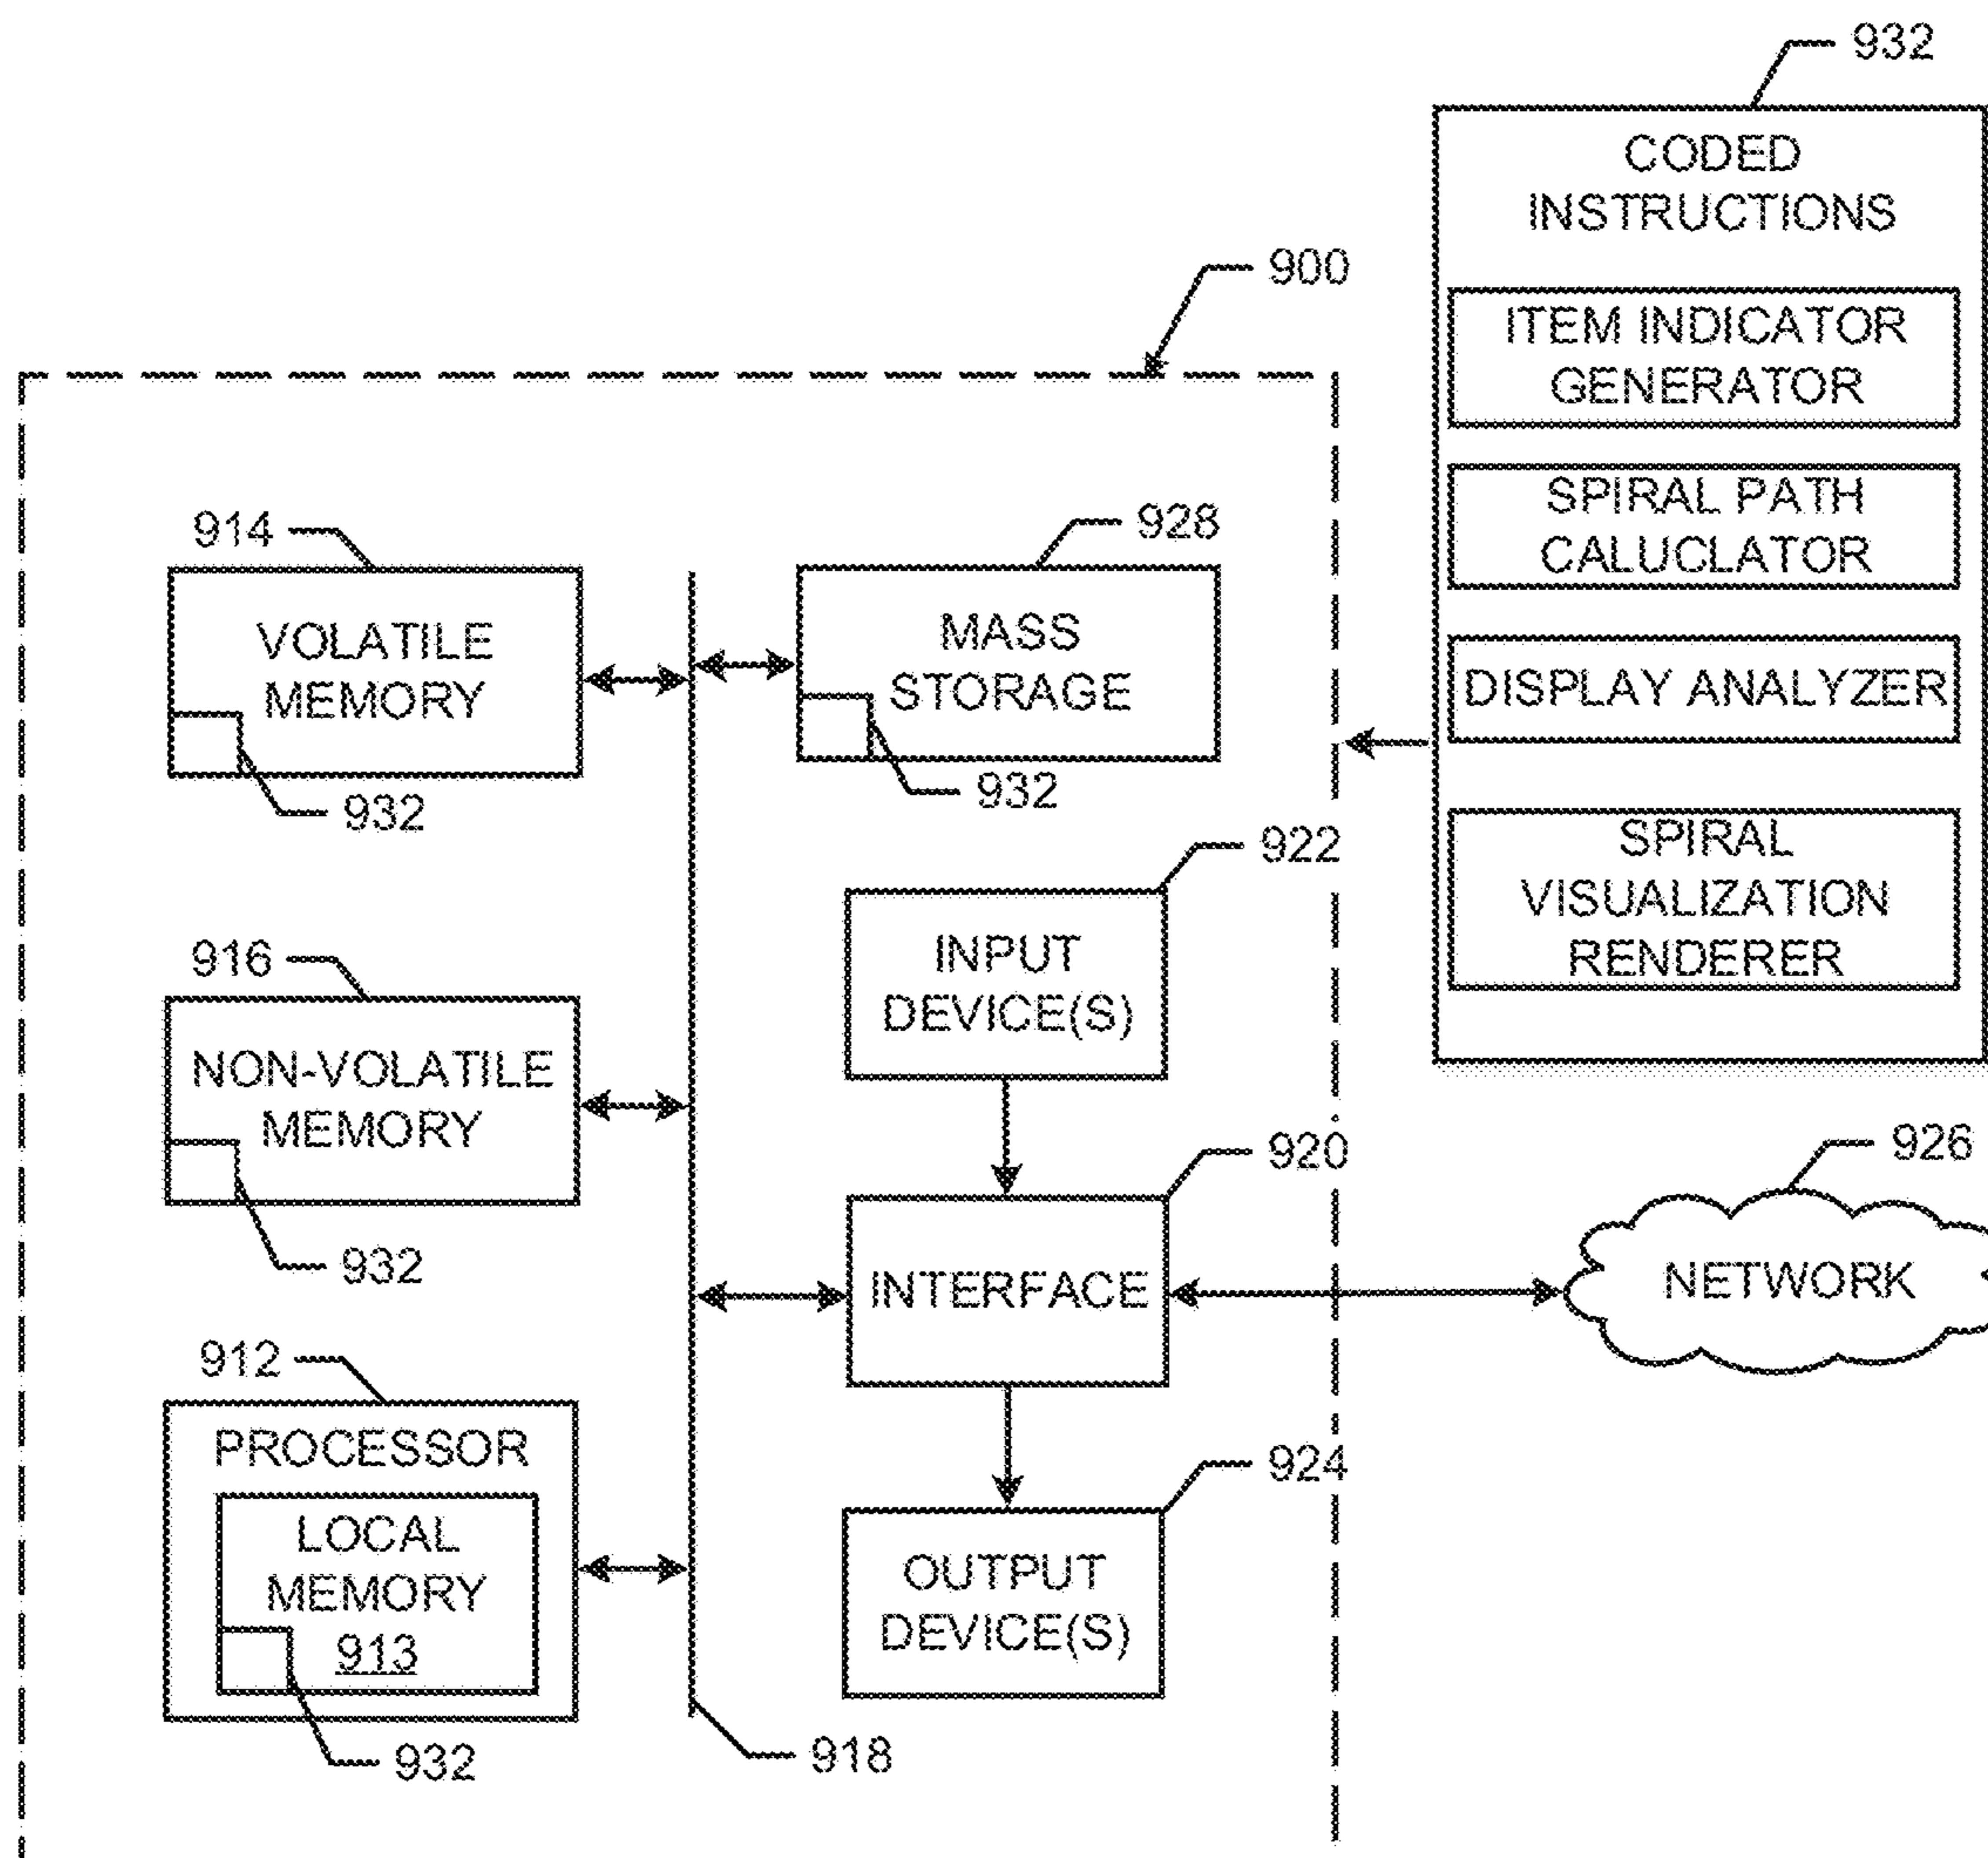 932
CODED
INSTRUCTIONS
900
ITEM INDICATOR
GENERATOR
SPIRAL PATH
CALUCLATOR
914
928
VOLATILE
MEMORY
MASS
STORAGE
DISPLAY ANALYZER
932
932
922
SPIRAL
VISUALIZATION
RENDERER
916
INPUT
DEVICE(S)
NON-VOLATILE
MEMORY
920
926
932
INTERFACE
NETWORK
912
PROCESSOR
924
LOCAL
MEMORY
913
OUTPUT
DEVICE(S)
932
918